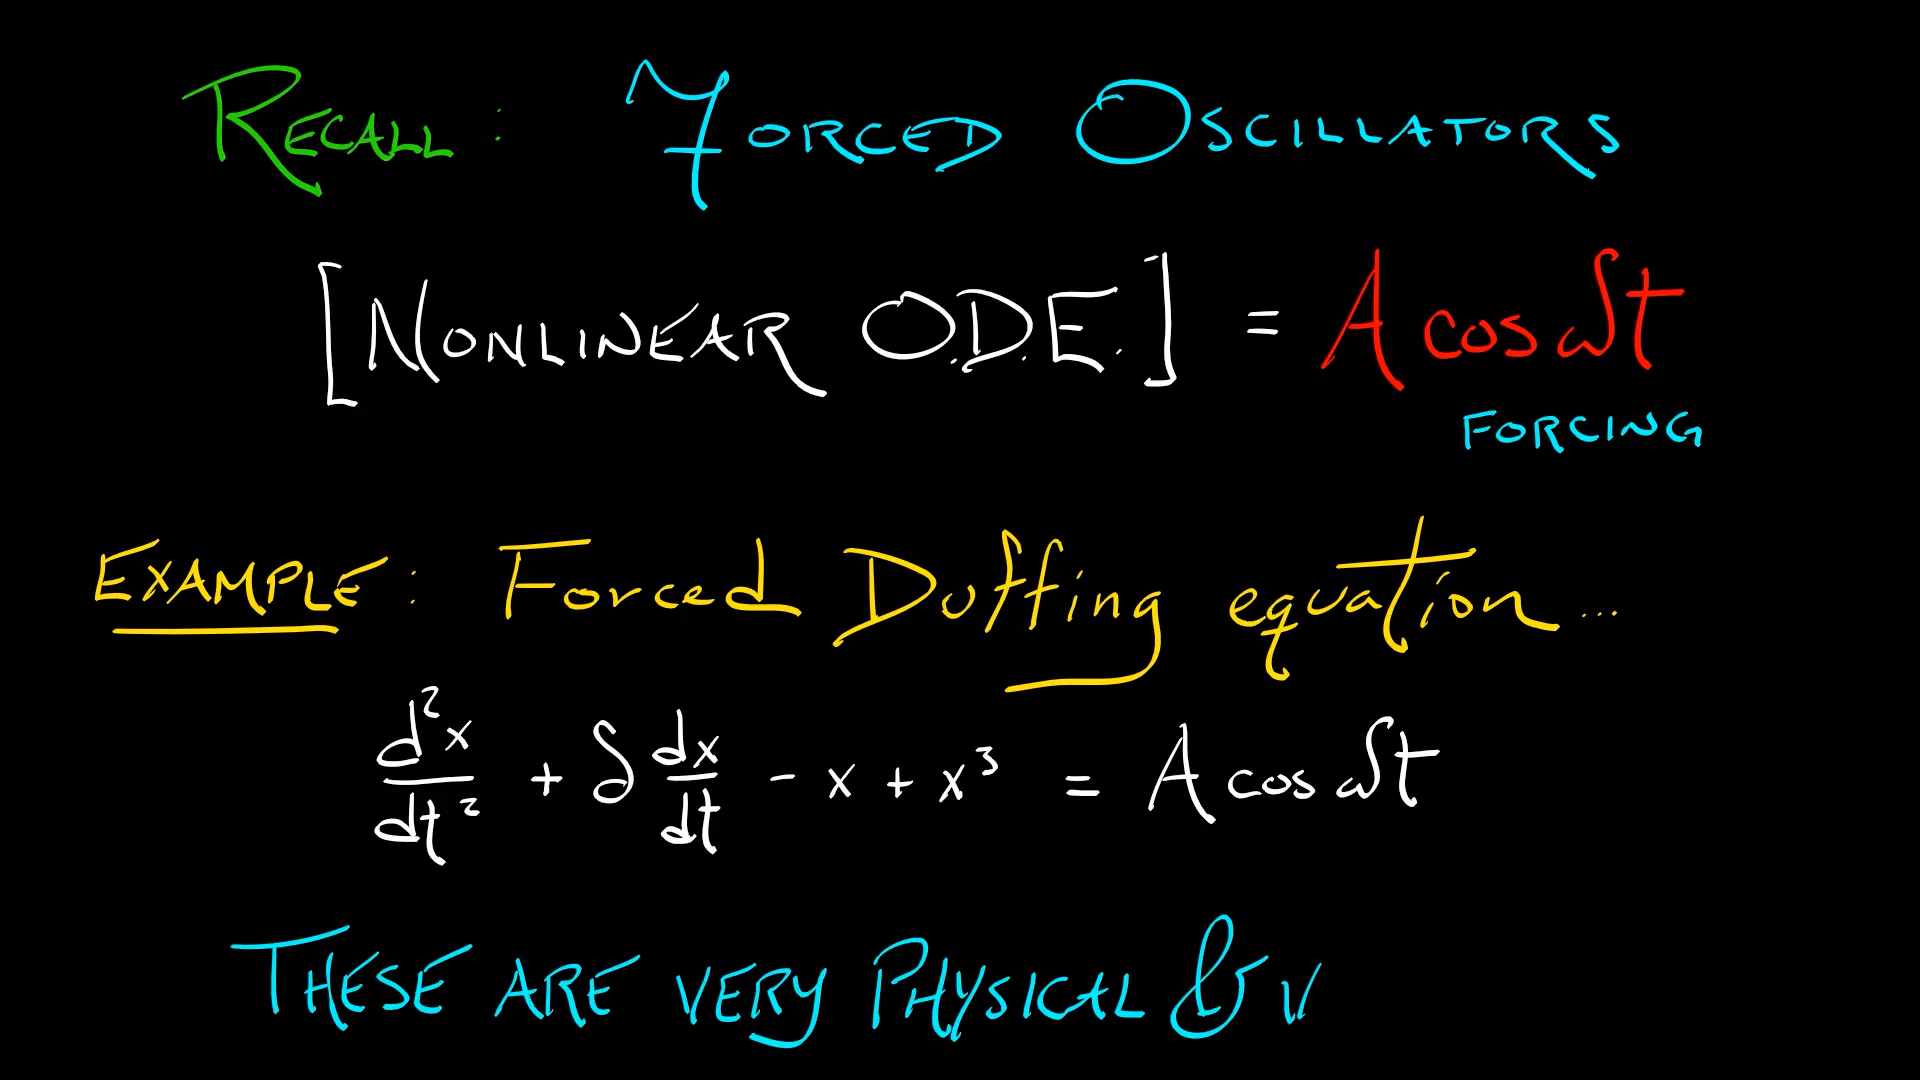 RECALL: FORCED OSCILLATORS
[NONLINEAR O.D.E.] = A cos ωt
FORCING
EXAMPLE: Forced Duffing equation...
d²x/dt² + δ dx/dt - x + x³ = A cos ωt
THESE ARE VERY PHYSICAL & V